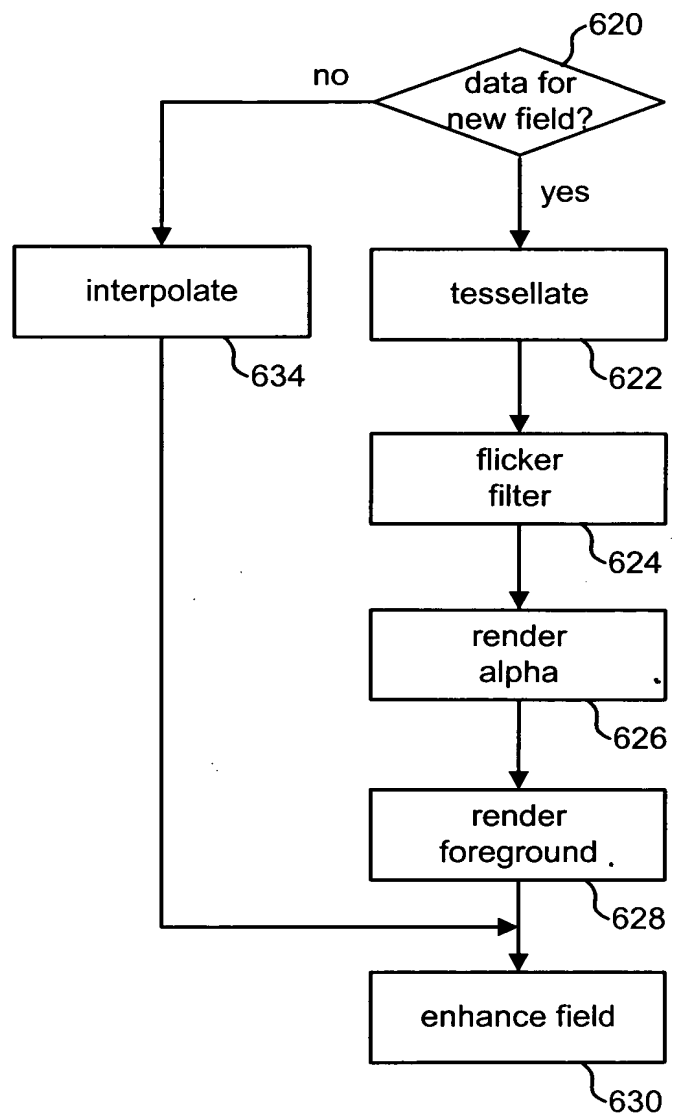 620
no
data for
new field?
yes
interpolate
tessellate
634
622
flicker
filter
624
render
alpha
626
render
foreground
628
enhance field
630